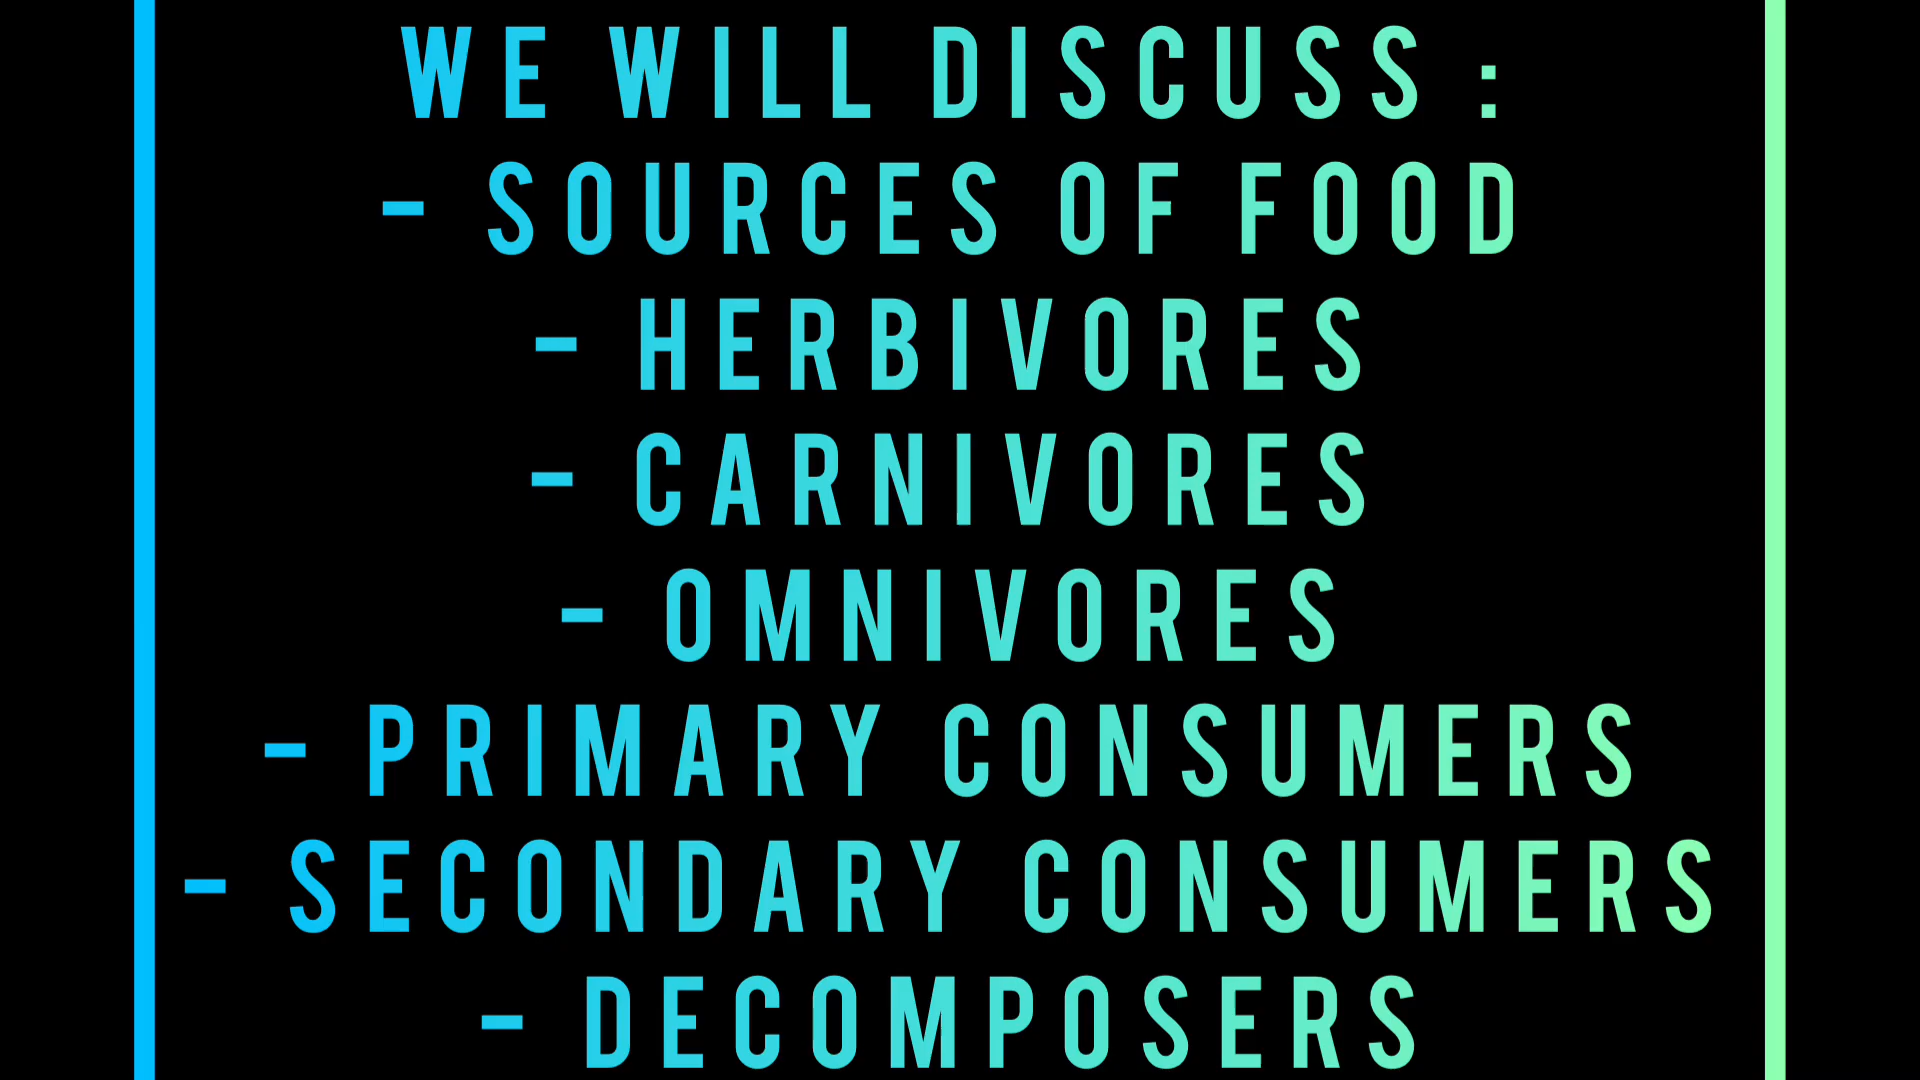 WE WILL DISCUSS :
- SOURCES OF FOOD
- HERBIVORES
- CARNIVORES
- OMNIVORES
- PRIMARY CONSUMERS
- SECONDARY CONSUMERS
- DECOMPOSERS